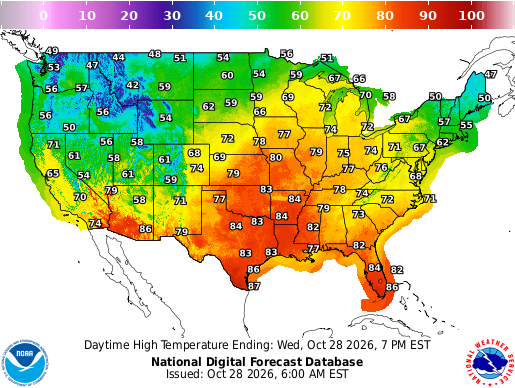 0 10 20 30 40 50 60 70 80 90 100
49 44 48 51 54 56 51
53 47 60 54 59 67 66 47
56 57 42 59 70 58 50 50
62 59 59 69 72
56 56 54 66 67 57 55
50 77 74 72
71 56 58 72 78 62
61 58 61 68 69 80 79 75 74 71 67
65 54 61 74 77 76 68
59 73
70 79 58 71 77 83 84 78 74 72 71
79 73
74 86 79 84 83 84 82
83 83 77 82
86 84 82
87 86
Daytime High Temperature Ending: Wed, Oct 28 2026, 7 PM EST
National Digital Forecast Database
Issued: Oct 28 2026, 6:00 AM EST
NOAA
NATIONAL WEATHER SERVICE